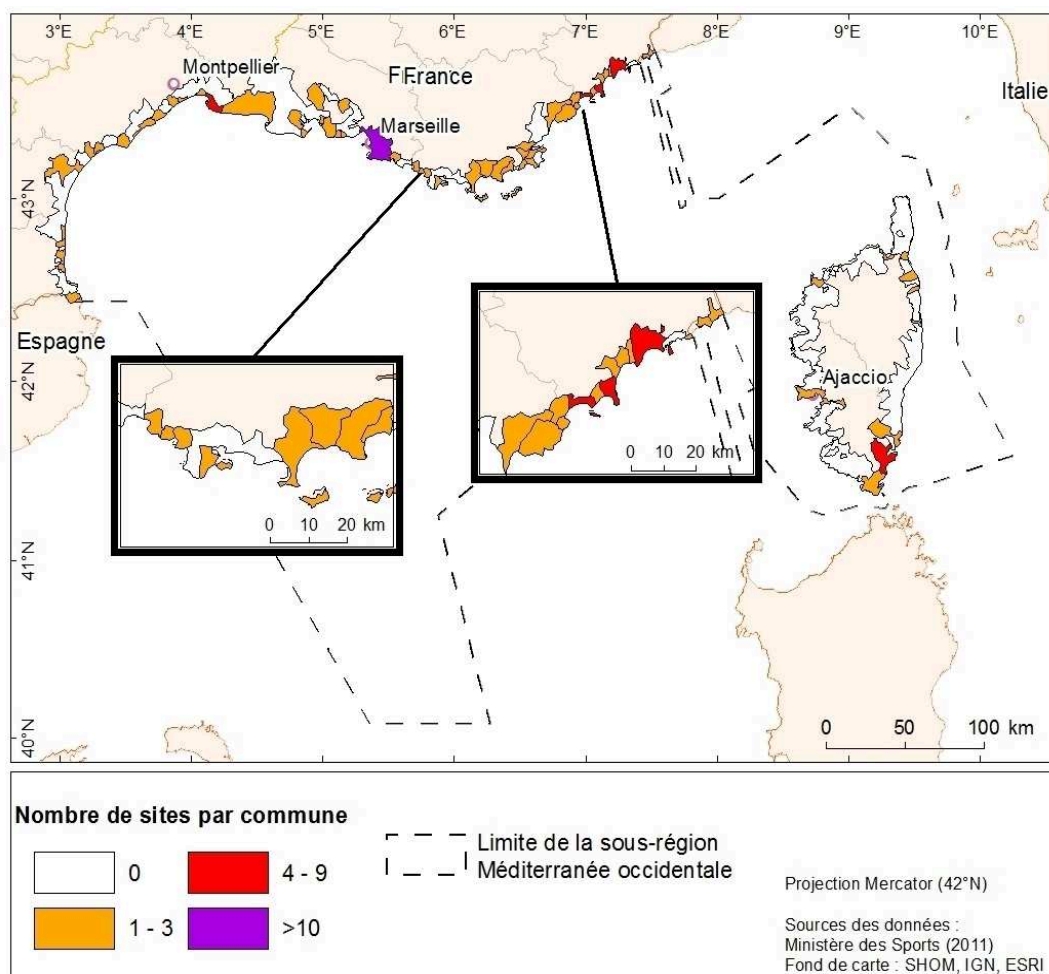 3°E 4°E 5°E 6°E 7°E 8°E 9°E 10°E
Montpellier
FFrance
Italie
Marseille
43°N
Espagne
42°N
Ajaccio
0 10 20 km
0 10 20 km
41°N
40°N
0 50 100 km
Nombre de sites par commune
0
4 - 9
1 - 3
>10
Limite de la sous-région
Méditerranée occidentale
Projection Mercator (42°N)
Sources des données :
Ministère des Sports (2011)
Fond de carte : SHOM, IGN, ESRI